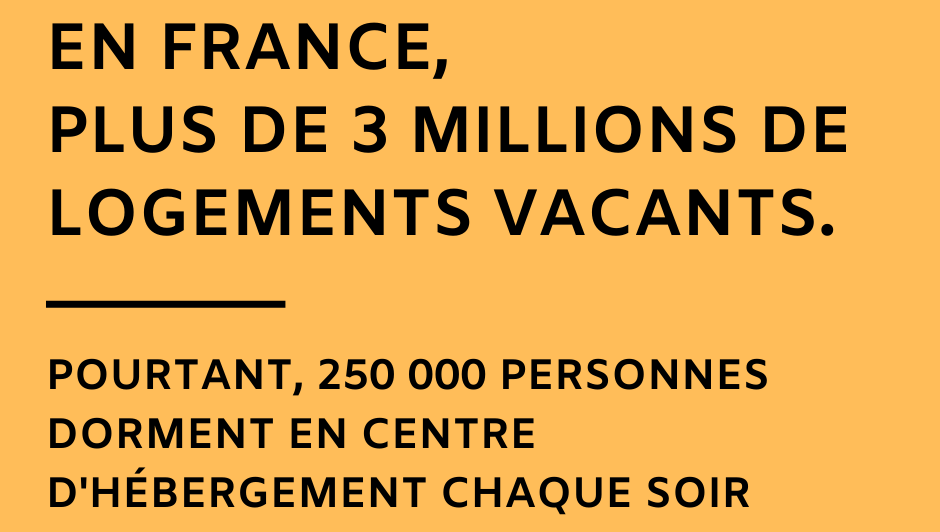 EN FRANCE,
PLUS DE 3 MILLIONS DE
LOGEMENTS VACANTS.
POURTANT, 250 000 PERSONNES
DORMENT EN CENTRE
D'HÉBERGEMENT CHAQUE SOIR